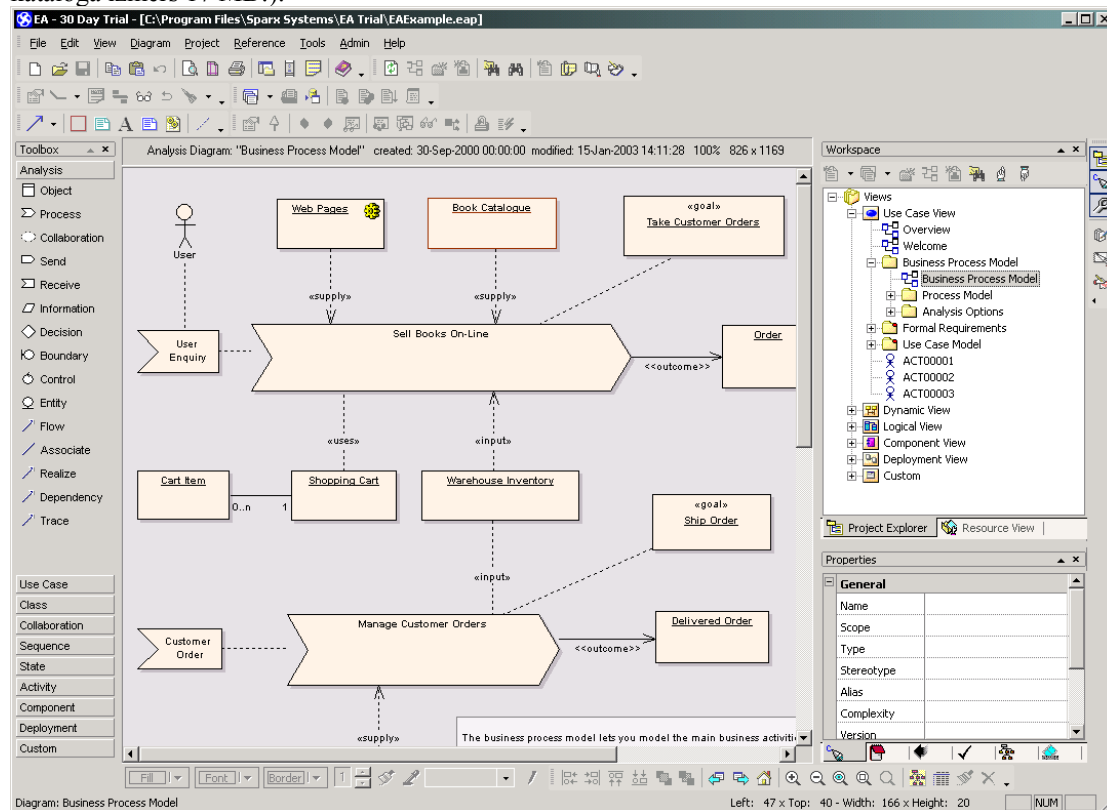 EA - 30 Day Trial - [C:\Program Files\Sparx Systems\EA Trial\EAExample.eap]
File Edit View Diagram Project Reference Tools Admin Help
Toolbox
Analysis Diagram: "Business Process Model" created: 30-Sep-2000 00:00:00 modified: 15-Jan-2003 14:11:28 100% 826 x 1169
Analysis
Object
Process
Collaboration
Send
Receive
Information
Decision
Boundary
Control
Entity
Flow
Associate
Realize
Dependency
Trace
Use Case
Class
Collaboration
Sequence
State
Activity
Component
Deployment
Custom
User
Web Pages
Book Catalogue
«goal»
Take Customer Orders
«supply»
«supply»
User
Enquiry
Sell Books On-Line
<<outcome>>
Order
«uses»
«input»
Cart Item
0..n
1
Shopping Cart
Warehouse Inventory
«goal»
Ship Order
«input»
Customer
Order
Manage Customer Orders
<<outcome>>
Delivered Order
«supply»
The business process model lets you model the main business activitie
Workspace
Views
Use Case View
Overview
Welcome
Business Process Model
Business Process Model
Process Model
Analysis Options
Formal Requirements
Use Case Model
ACT00001
ACT00002
ACT00003
Dynamic View
Logical View
Component View
Deployment View
Custom
Project Explorer
Resource View
Properties
General
Name
Scope
Type
Stereotype
Alias
Complexity
Version
Fill Font Border 1
Diagram: Business Process Model
Left: 47 x Top: 40 - Width: 166 x Height: 20
NUM